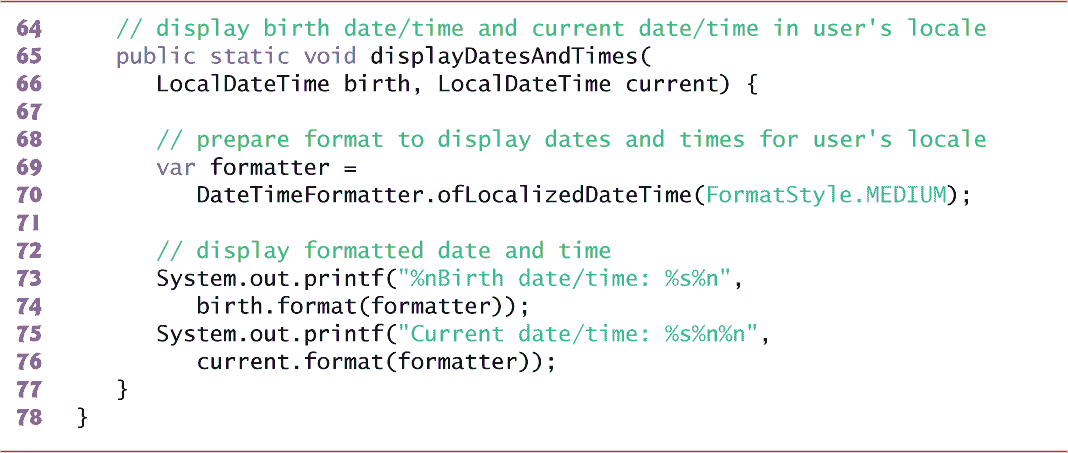 64 // display birth date/time and current date/time in user's locale
65 public static void displayDatesAndTimes(
66 LocalDateTime birth, LocalDateTime current) {
67
68 // prepare format to display dates and times for user's locale
69 var formatter =
70 DateTimeFormatter.ofLocalizedDateTime(FormatStyle.MEDIUM);
71
72 // display formatted date and time
73 System.out.printf("%nBirth date/time: %s%n",
74 birth.format(formatter));
75 System.out.printf("Current date/time: %s%n%n",
76 current.format(formatter));
77 }
78 }